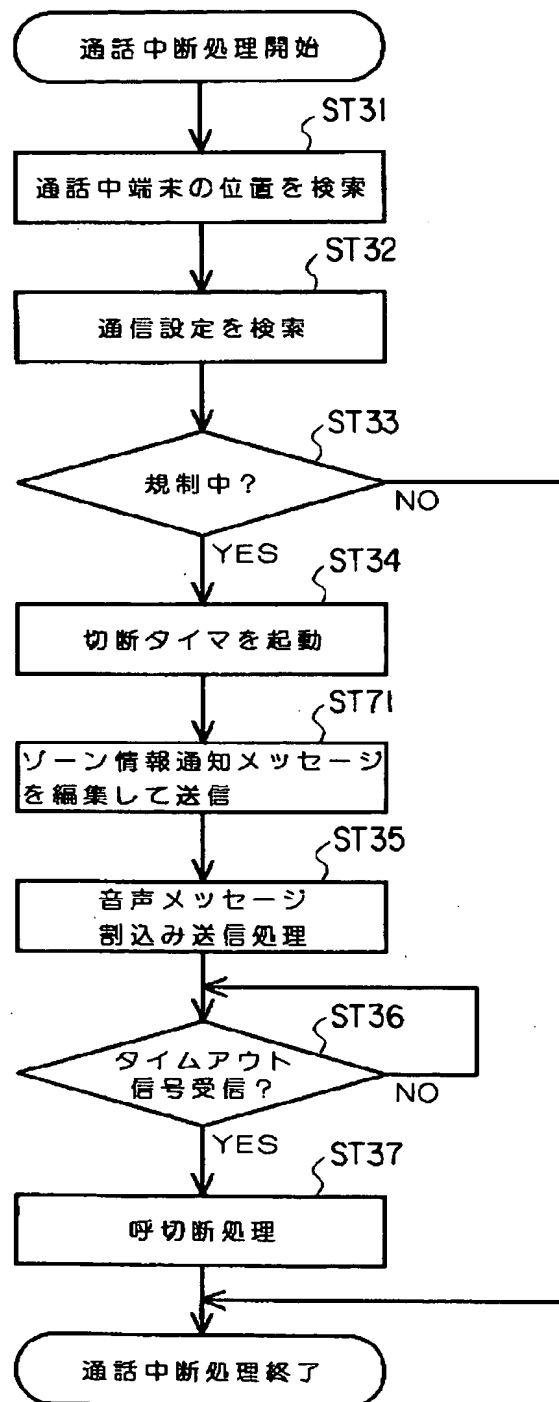 通話中断処理開始
ST31
通話中端末の位置を検索
ST32
通信設定を検索
ST33
規制中?
NO
YES
ST34
切断タイマを起動
ST71
ゾーン情報通知メッセージ
を編集して送信
ST35
音声メッセージ
割込み送信処理
ST36
タイムアウト
信号受信?
NO
YES
ST37
呼切断処理
通話中断処理終了